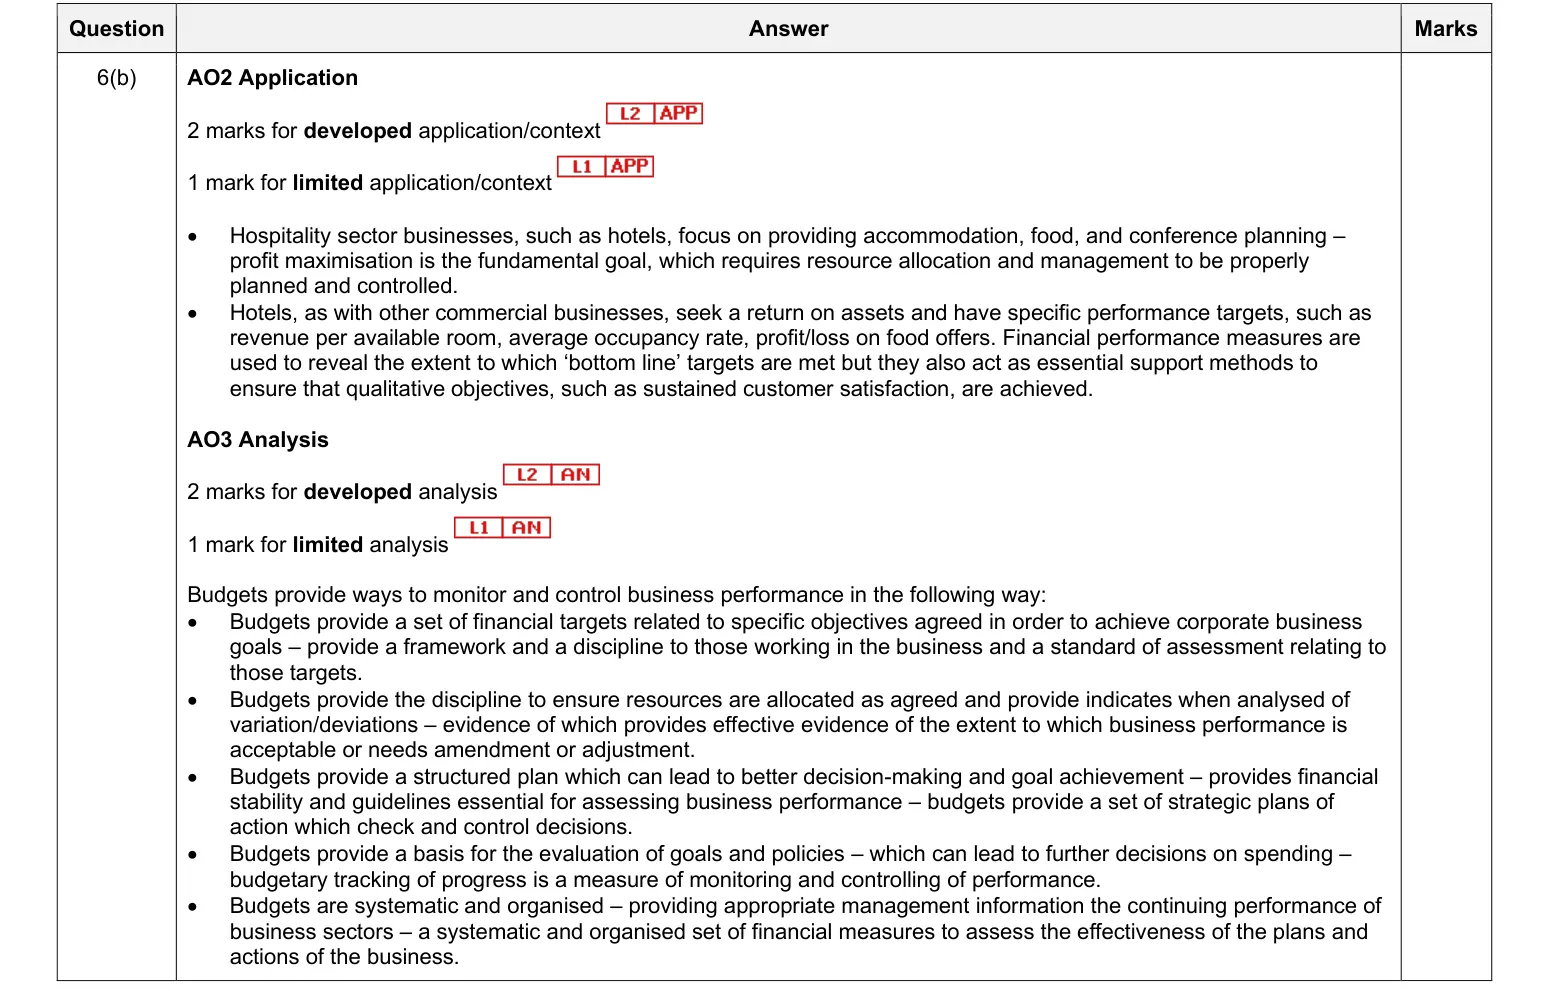 Question Answer Marks
6(b) AO2 Application
2 marks for developed application/context L2 APP
1 mark for limited application/context L1 APP
• Hospitality sector businesses, such as hotels, focus on providing accommodation, food, and conference planning –
profit maximisation is the fundamental goal, which requires resource allocation and management to be properly
planned and controlled.
• Hotels, as with other commercial businesses, seek a return on assets and have specific performance targets, such as
revenue per available room, average occupancy rate, profit/loss on food offers. Financial performance measures are
used to reveal the extent to which ‘bottom line’ targets are met but they also act as essential support methods to
ensure that qualitative objectives, such as sustained customer satisfaction, are achieved.
AO3 Analysis
2 marks for developed analysis L2 AN
1 mark for limited analysis L1 AN
Budgets provide ways to monitor and control business performance in the following way:
• Budgets provide a set of financial targets related to specific objectives agreed in order to achieve corporate business
goals – provide a framework and a discipline to those working in the business and a standard of assessment relating to
those targets.
• Budgets provide the discipline to ensure resources are allocated as agreed and provide indicates when analysed of
variation/deviations – evidence of which provides effective evidence of the extent to which business performance is
acceptable or needs amendment or adjustment.
• Budgets provide a structured plan which can lead to better decision-making and goal achievement – provides financial
stability and guidelines essential for assessing business performance – budgets provide a set of strategic plans of
action which check and control decisions.
• Budgets provide a basis for the evaluation of goals and policies – which can lead to further decisions on spending –
budgetary tracking of progress is a measure of monitoring and controlling of performance.
• Budgets are systematic and organised – providing appropriate management information the continuing performance of
business sectors – a systematic and organised set of financial measures to assess the effectiveness of the plans and
actions of the business.